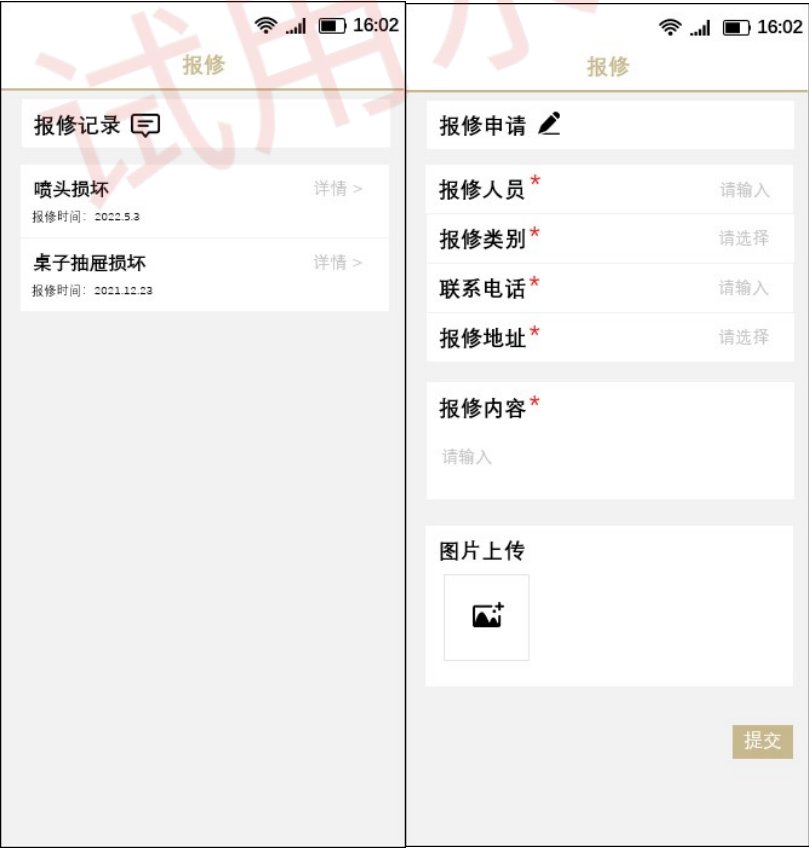 16:02
报修
报修记录
喷头损坏 详情 >
报修时间：2022.5.3
桌子抽屉损坏 详情 >
报修时间：2021.12.23
16:02
报修
报修申请
报修人员* 请输入
报修类别* 请选择
联系电话* 请输入
报修地址* 请选择
报修内容*
请输入
图片上传
提交
试用水